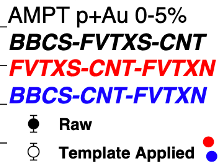 AMPT p+Au 0-5%
BBCS-FVTXS-CNT
FVTXS-CNT-FVTXN
BBCS-CNT-FVTXN
Raw
Template Applied